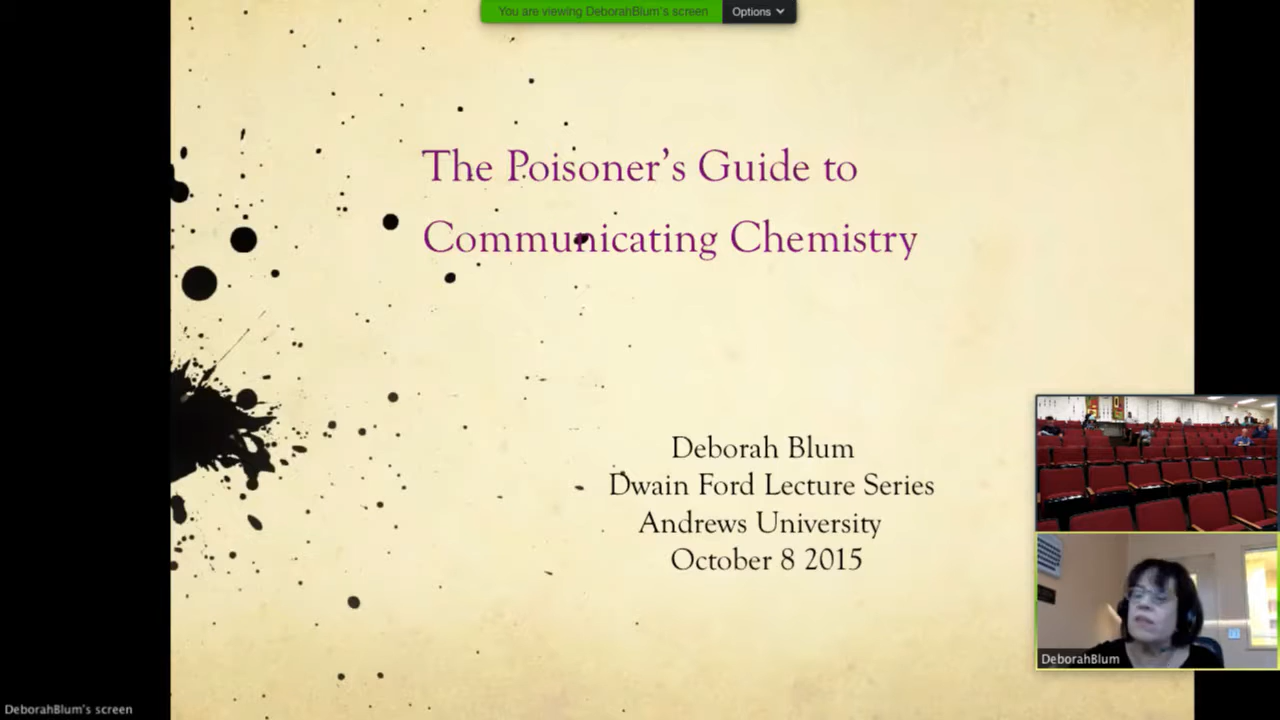 You are viewing DeborahBlum's screen
Options
The Poisoner's Guide to
Communicating Chemistry
Deborah Blum
Dwain Ford Lecture Series
Andrews University
October 8 2015
DeborahBlum
DeborahBlum's screen